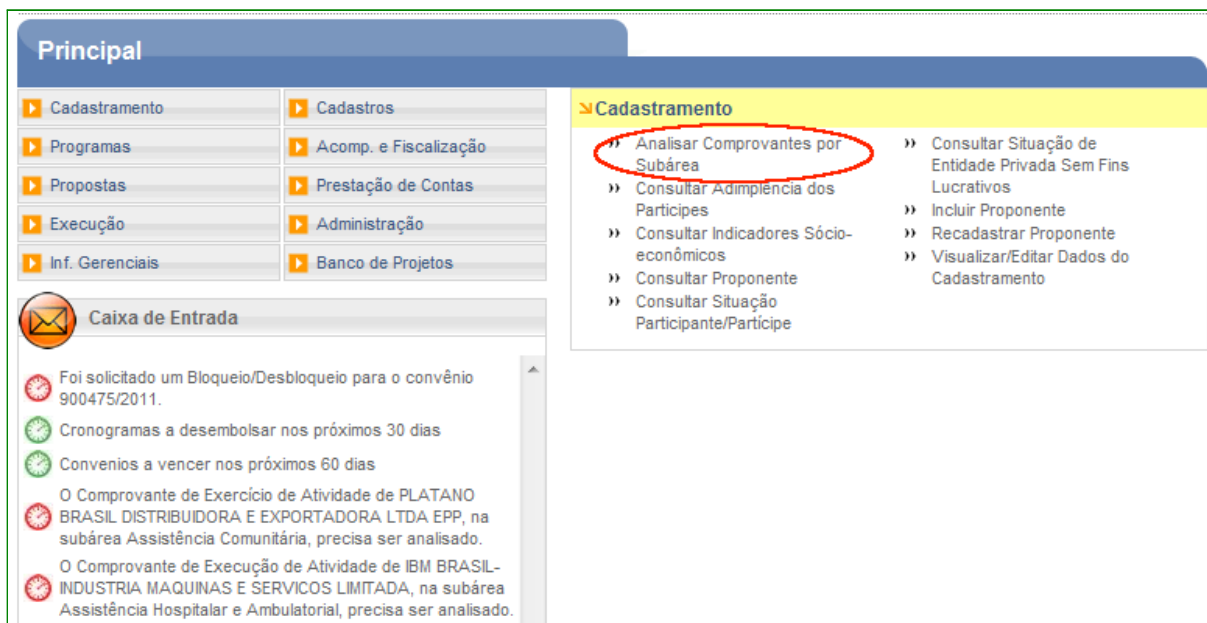 Principal
Cadastramento
Cadastros
Programas
Acomp. e Fiscalização
Propostas
Prestação de Contas
Execução
Administração
Inf. Gerenciais
Banco de Projetos
Caixa de Entrada
Foi solicitado um Bloqueio/Desbloqueio para o convênio
900475/2011.
Cronogramas a desembolsar nos próximos 30 dias
Convenios a vencer nos próximos 60 dias
O Comprovante de Exercício de Atividade de PLATANO
BRASIL DISTRIBUIDORA E EXPORTADORA LTDA EPP, na
subárea Assistência Comunitária, precisa ser analisado.
O Comprovante de Execução de Atividade de IBM BRASIL-
INDUSTRIA MAQUINAS E SERVICOS LIMITADA, na subárea
Assistência Hospitalar e Ambulatorial, precisa ser analisado.
Cadastramento
Analisar Comprovantes por
Subárea
Consultar Adimplência dos
Participes
Consultar Indicadores Sócio-
econômicos
Consultar Proponente
Consultar Situação
Participante/Partícipe
Consultar Situação de
Entidade Privada Sem Fins
Lucrativos
Incluir Proponente
Recadastrar Proponente
Visualizar/Editar Dados do
Cadastramento